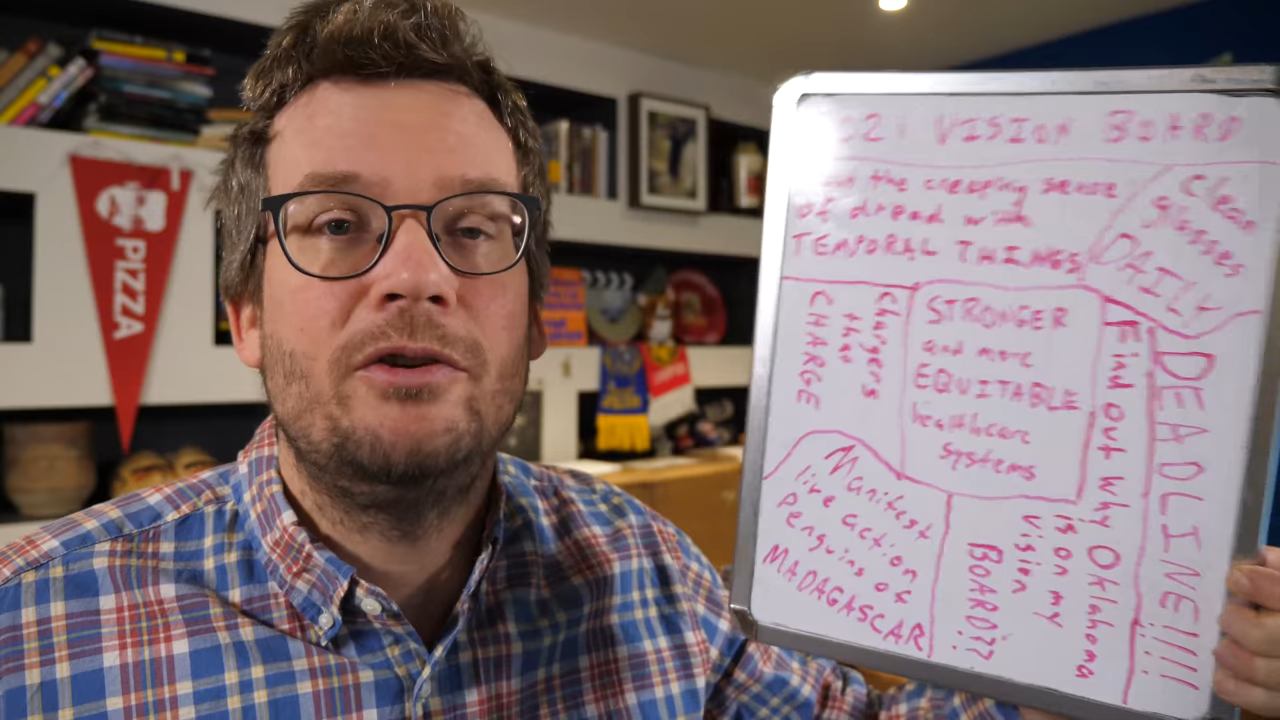 2021 VISION BOARD
the creeping sense
of dread with
TEMPORAL THINGS
Clean
glasses
DAILY
Chargers
that
CHARGE
STRONGER
and more
EQUITABLE
healthcare
systems
Find out why Oklahoma
is on my
vision
BOARD??
DEADLINE!!!!
Manifest
live action
Penguins of
MADAGASCAR
PIZZA